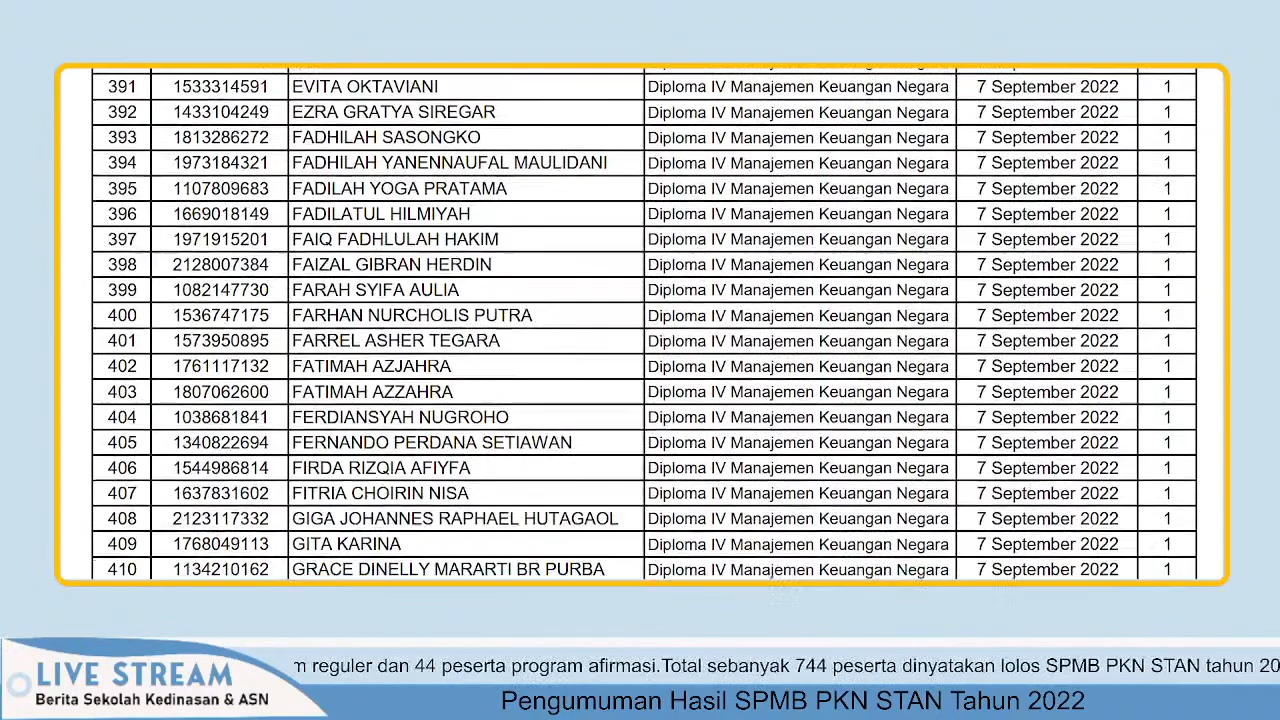 391 1533314591 EVITA OKTAVIANI Diploma IV Manajemen Keuangan Negara 7 September 2022 1
392 1433104249 EZRA GRATYA SIREGAR Diploma IV Manajemen Keuangan Negara 7 September 2022 1
393 1813286272 FADHILAH SASONGKO Diploma IV Manajemen Keuangan Negara 7 September 2022 1
394 1973184321 FADHILAH YANENNAUFAL MAULIDANI Diploma IV Manajemen Keuangan Negara 7 September 2022 1
395 1107809683 FADILAH YOGA PRATAMA Diploma IV Manajemen Keuangan Negara 7 September 2022 1
396 1669018149 FADILATUL HILMIYAH Diploma IV Manajemen Keuangan Negara 7 September 2022 1
397 1971915201 FAIQ FADHLULAH HAKIM Diploma IV Manajemen Keuangan Negara 7 September 2022 1
398 2128007384 FAIZAL GIBRAN HERDIN Diploma IV Manajemen Keuangan Negara 7 September 2022 1
399 1082147730 FARAH SYIFA AULIA Diploma IV Manajemen Keuangan Negara 7 September 2022 1
400 1536747175 FARHAN NURCHOLIS PUTRA Diploma IV Manajemen Keuangan Negara 7 September 2022 1
401 1573950895 FARREL ASHER TEGARA Diploma IV Manajemen Keuangan Negara 7 September 2022 1
402 1761117132 FATIMAH AZJAHRA Diploma IV Manajemen Keuangan Negara 7 September 2022 1
403 1807062600 FATIMAH AZZAHRA Diploma IV Manajemen Keuangan Negara 7 September 2022 1
404 1038681841 FERDIANSYAH NUGROHO Diploma IV Manajemen Keuangan Negara 7 September 2022 1
405 1340822694 FERNANDO PERDANA SETIAWAN Diploma IV Manajemen Keuangan Negara 7 September 2022 1
406 1544986814 FIRDA RIZQIA AFIYFA Diploma IV Manajemen Keuangan Negara 7 September 2022 1
407 1637831602 FITRIA CHOIRIN NISA Diploma IV Manajemen Keuangan Negara 7 September 2022 1
408 2123117332 GIGA JOHANNES RAPHAEL HUTAGAOL Diploma IV Manajemen Keuangan Negara 7 September 2022 1
409 1768049113 GITA KARINA Diploma IV Manajemen Keuangan Negara 7 September 2022 1
410 1134210162 GRACE DINELLY MARARTI BR PURBA Diploma IV Manajemen Keuangan Negara 7 September 2022 1
LIVE STREAM
Berita Sekolah Kedinasan & ASN
m reguler dan 44 peserta program afirmasi.Total sebanyak 744 peserta dinyatakan lolos SPMB PKN STAN tahun 20
Pengumuman Hasil SPMB PKN STAN Tahun 2022